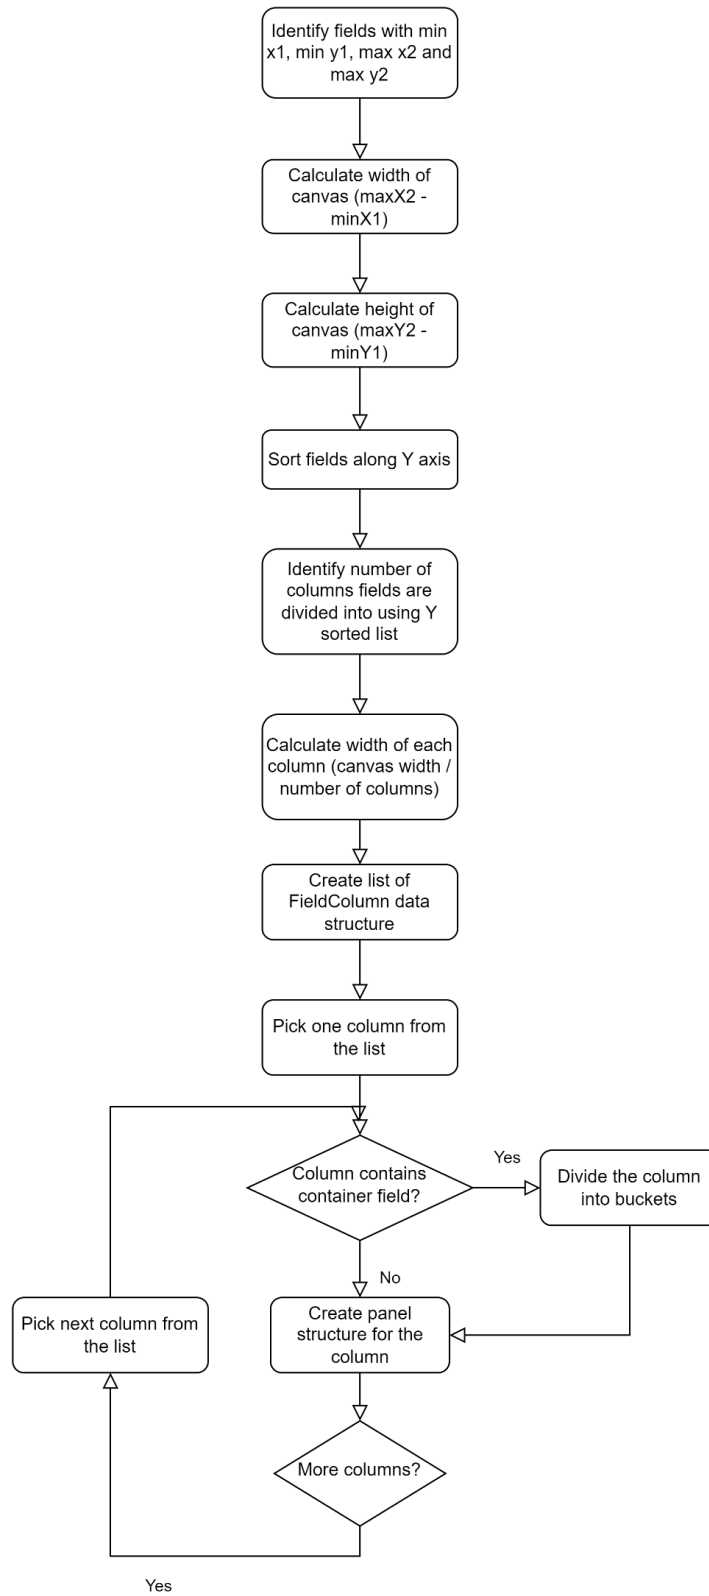 Identify fields with min
x1, min y1, max x2 and
max y2
Calculate width of
canvas (maxX2 -
minX1)
Calculate height of
canvas (maxY2 -
minY1)
Sort fields along Y axis
Identify number of
columns fields are
divided into using Y
sorted list
Calculate width of each
column (canvas width /
number of columns)
Create list of
FieldColumn data
structure
Pick one column from
the list
Column contains
container field?
Yes
Divide the column
into buckets
No
Create panel
structure for the
column
Pick next column from
the list
More columns?
Yes